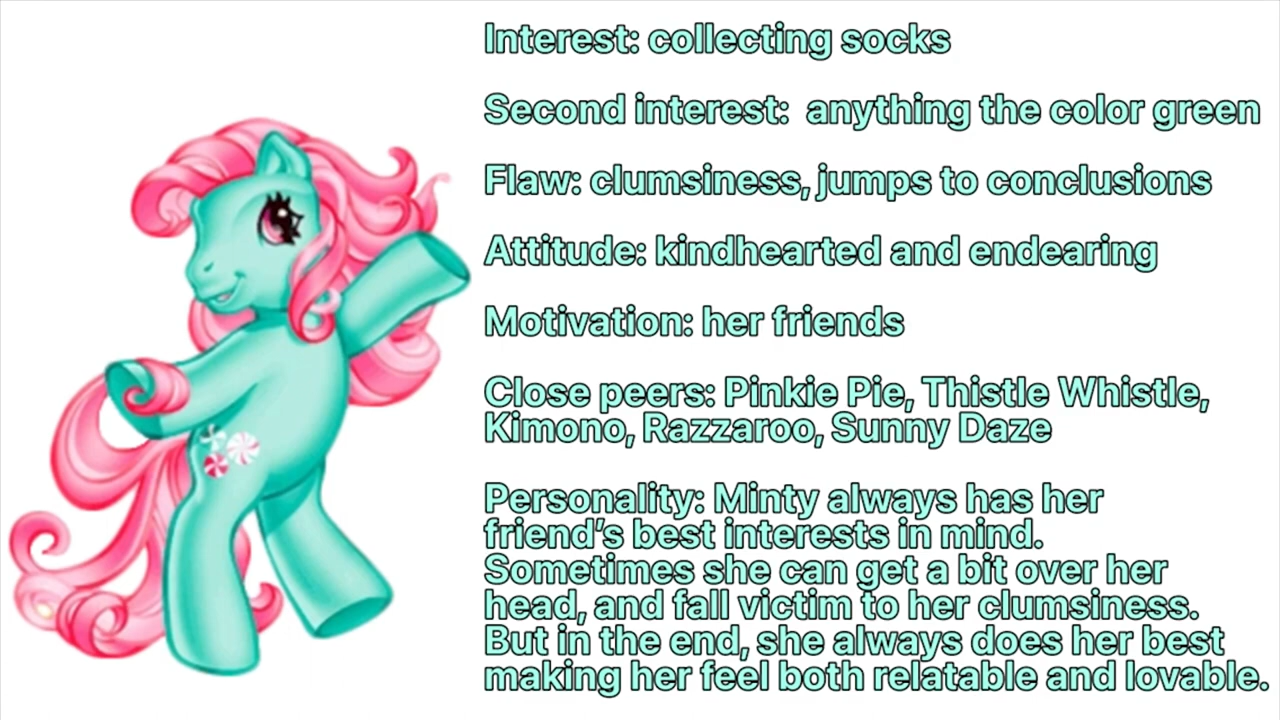 Interest: collecting socks
Second interest:  anything the color green
Flaw: clumsiness, jumps to conclusions
Attitude: kindhearted and endearing
Motivation: her friends
Close peers: Pinkie Pie, Thistle Whistle,
Kimono, Razzaroo, Sunny Daze
Personality: Minty always has her
friend’s best interests in mind.
Sometimes she can get a bit over her
head, and fall victim to her clumsiness.
But in the end, she always does her best
making her feel both relatable and lovable.